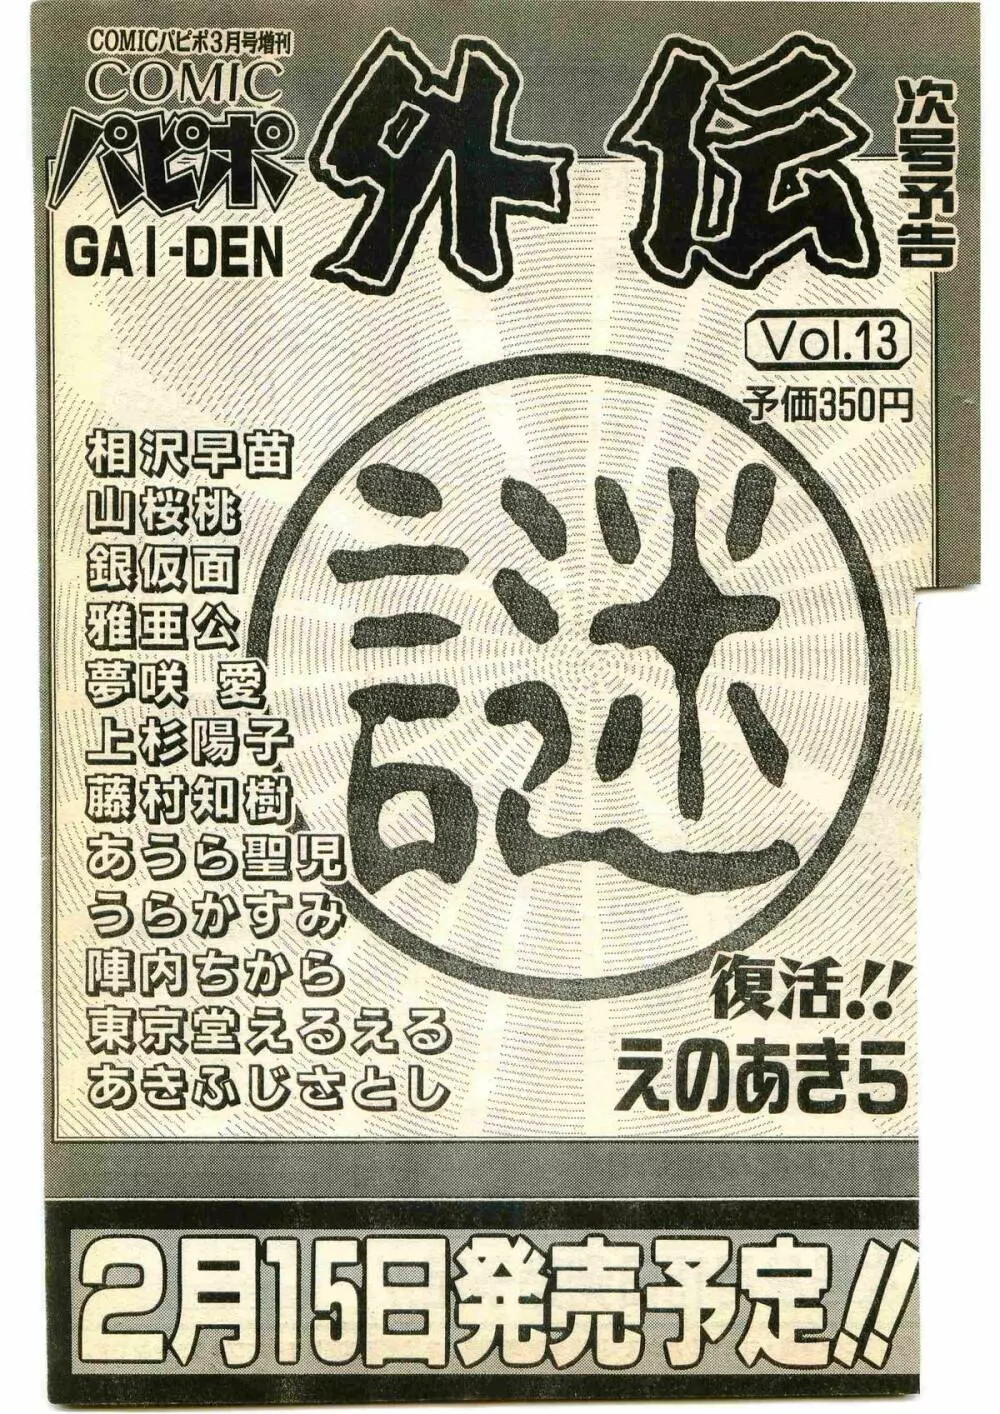 COMICパピポ3月号増刊
COMIC
パピポ
GAI-DEN
外伝
次号予告
Vol.13
予価350円
謎
相沢早苗
山桜桃
銀仮面
雅亜公
夢咲 愛
上杉陽子
藤村知樹
あうら聖児
うらかすみ
陣内ちから
東京堂えるえる
あきふじさとし
復活!!
えのあきら
2月15日発売予定!!